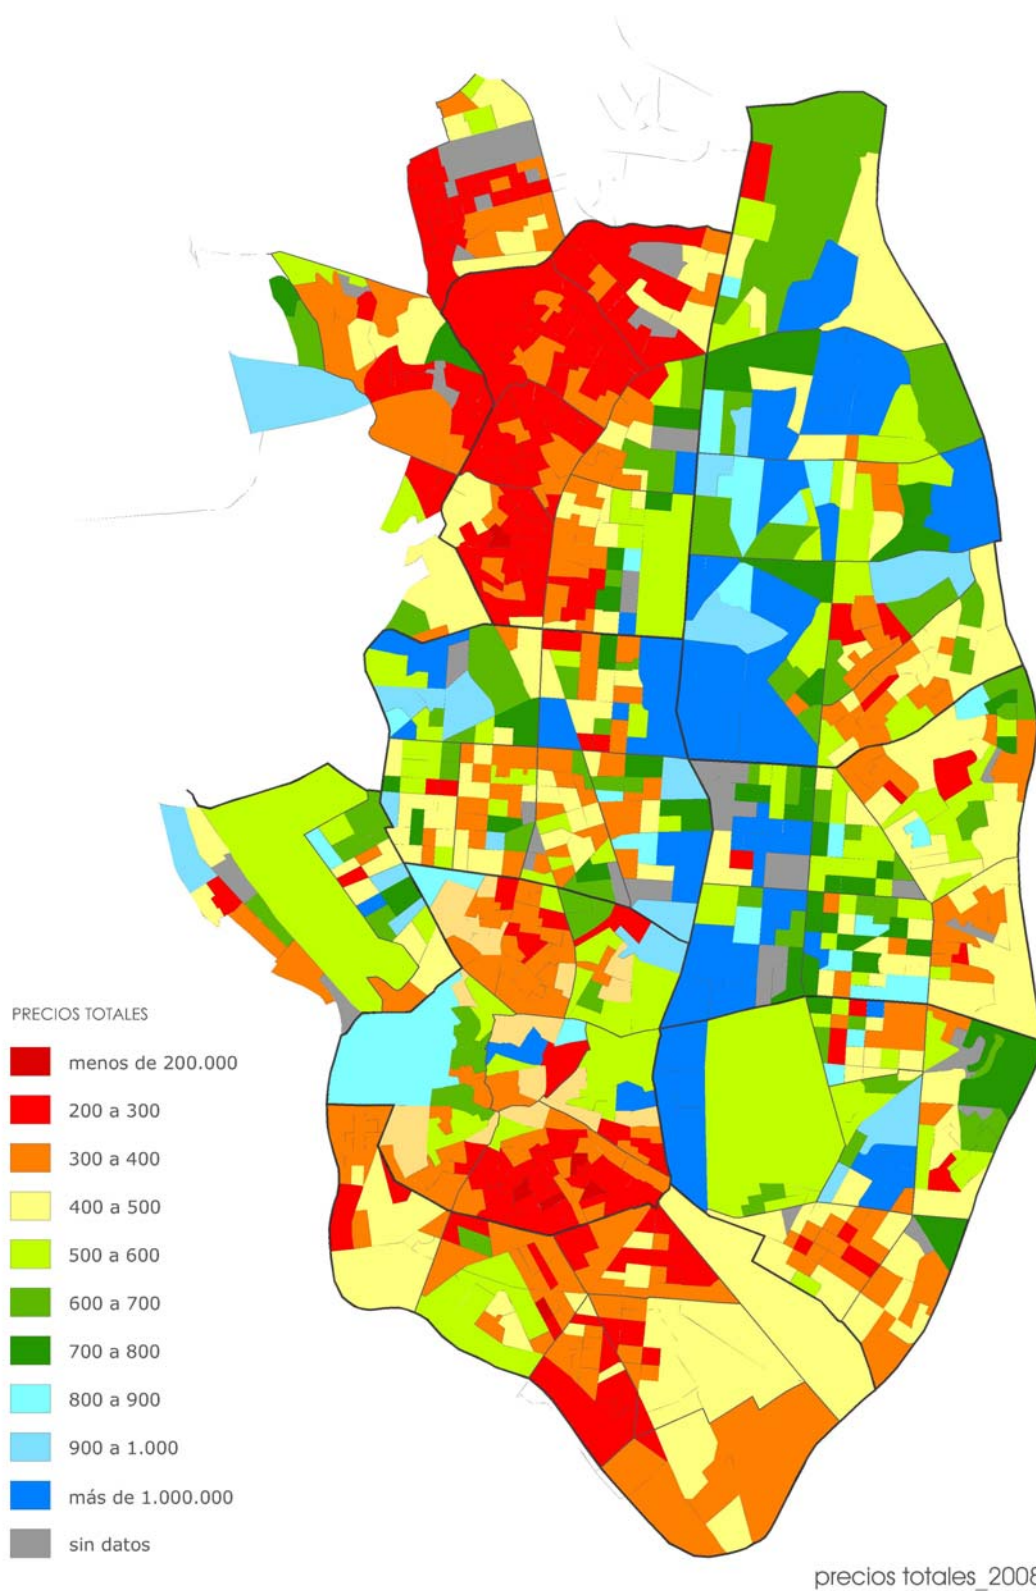 PRECIOS TOTALES
menos de 200.000
200 a 300
300 a 400
400 a 500
500 a 600
600 a 700
700 a 800
800 a 900
900 a 1.000
más de 1.000.000
sin datos
precios totales_2008